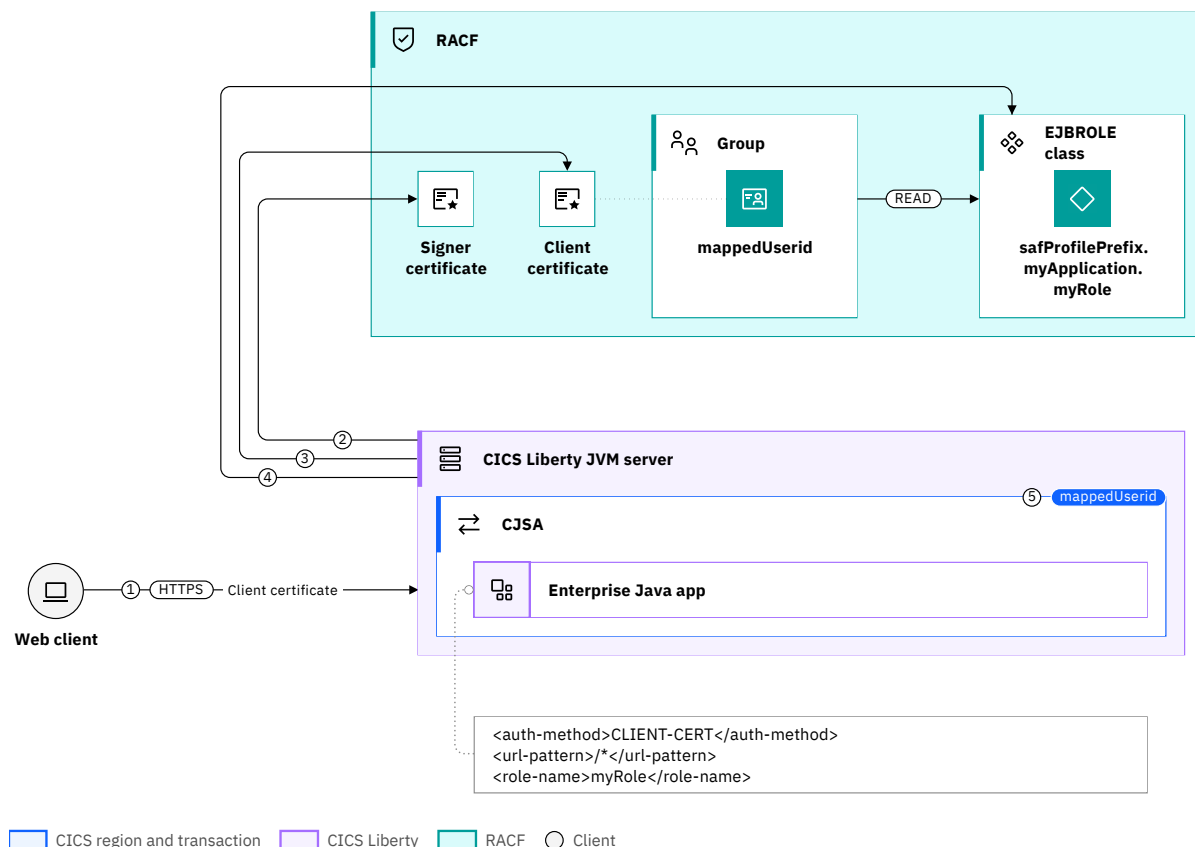 RACF
Group
EJBROLE
class
READ
Signer
certificate
Client
certificate
mappedUserid
safProfilePrefix.
myApplication.
myRole
2
3
4
CICS Liberty JVM server
5
mappedUserid
CJSA
1
HTTPS
Client certificate
Enterprise Java app
Web client
<auth-method>CLIENT-CERT</auth-method>
<url-pattern>/*</url-pattern>
<role-name>myRole</role-name>
CICS region and transaction
CICS Liberty
RACF
Client